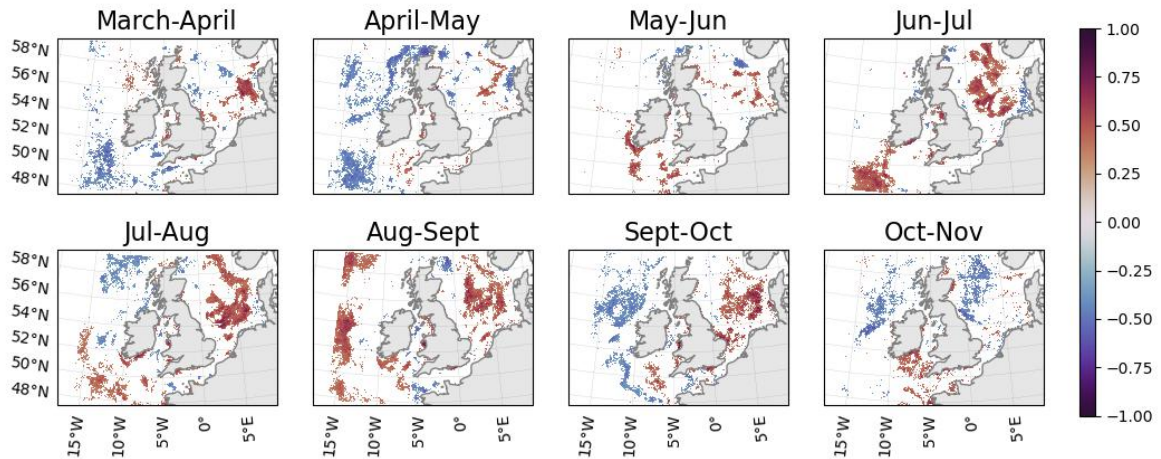 March-April
April-May
May-Jun
Jun-Jul
58°N
56°N
54°N
52°N
50°N
48°N
Jul-Aug
Aug-Sept
Sept-Oct
Oct-Nov
58°N
56°N
54°N
52°N
50°N
48°N
15°W
10°W
5°W
0°
5°E
15°W
10°W
5°W
0°
5°E
15°W
10°W
5°W
0°
5°E
15°W
10°W
5°W
0°
5°E
1.00
0.75
0.50
0.25
0.00
−0.25
−0.50
−0.75
−1.00